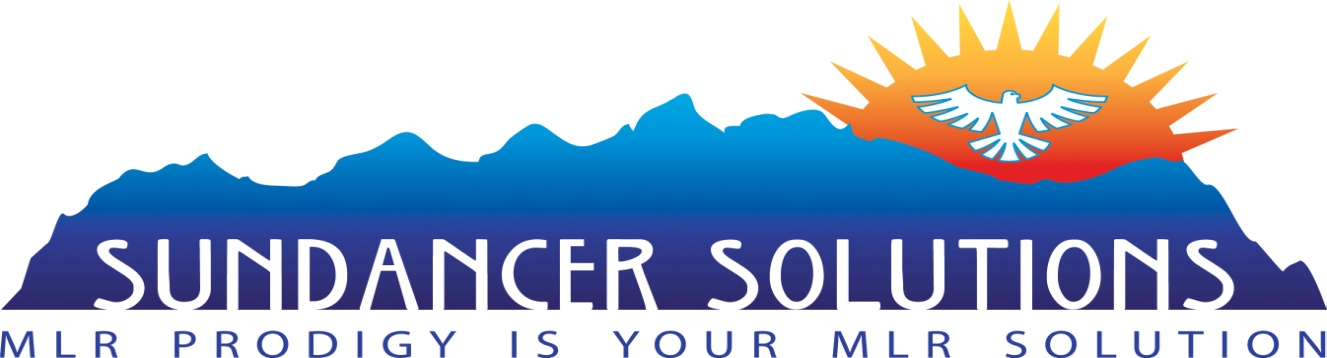 SUNDANCER SOLUTIONS
MLR PRODIGY IS YOUR MLR SOLUTION